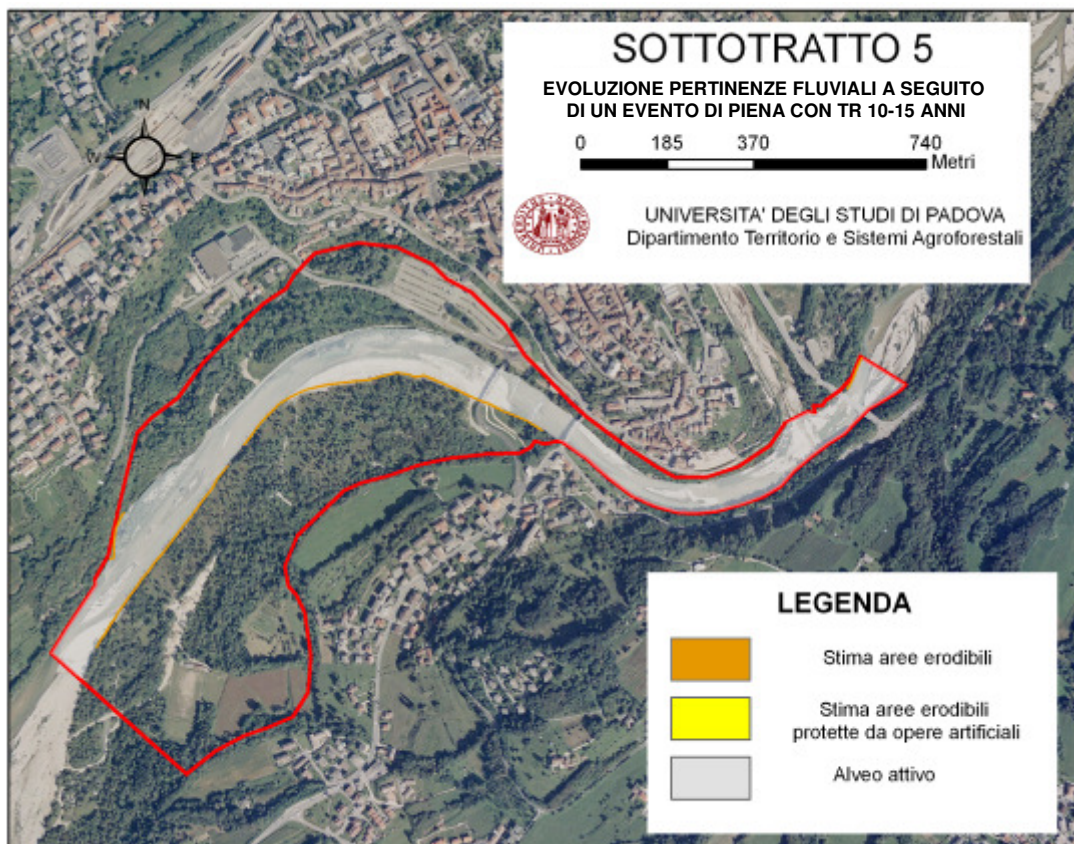 SOTTOTRATTO 5
EVOLUZIONE PERTINENZE FLUVIALI A SEGUITO
DI UN EVENTO DI PIENA CON TR 10-15 ANNI
0 185 370 740
Metri
UNIVERSITA' DEGLI STUDI DI PADOVA
Dipartimento Territorio e Sistemi Agroforestali
N
W E
S
LEGENDA
Stima aree erodibili
Stima aree erodibili
protette da opere artificiali
Alveo attivo